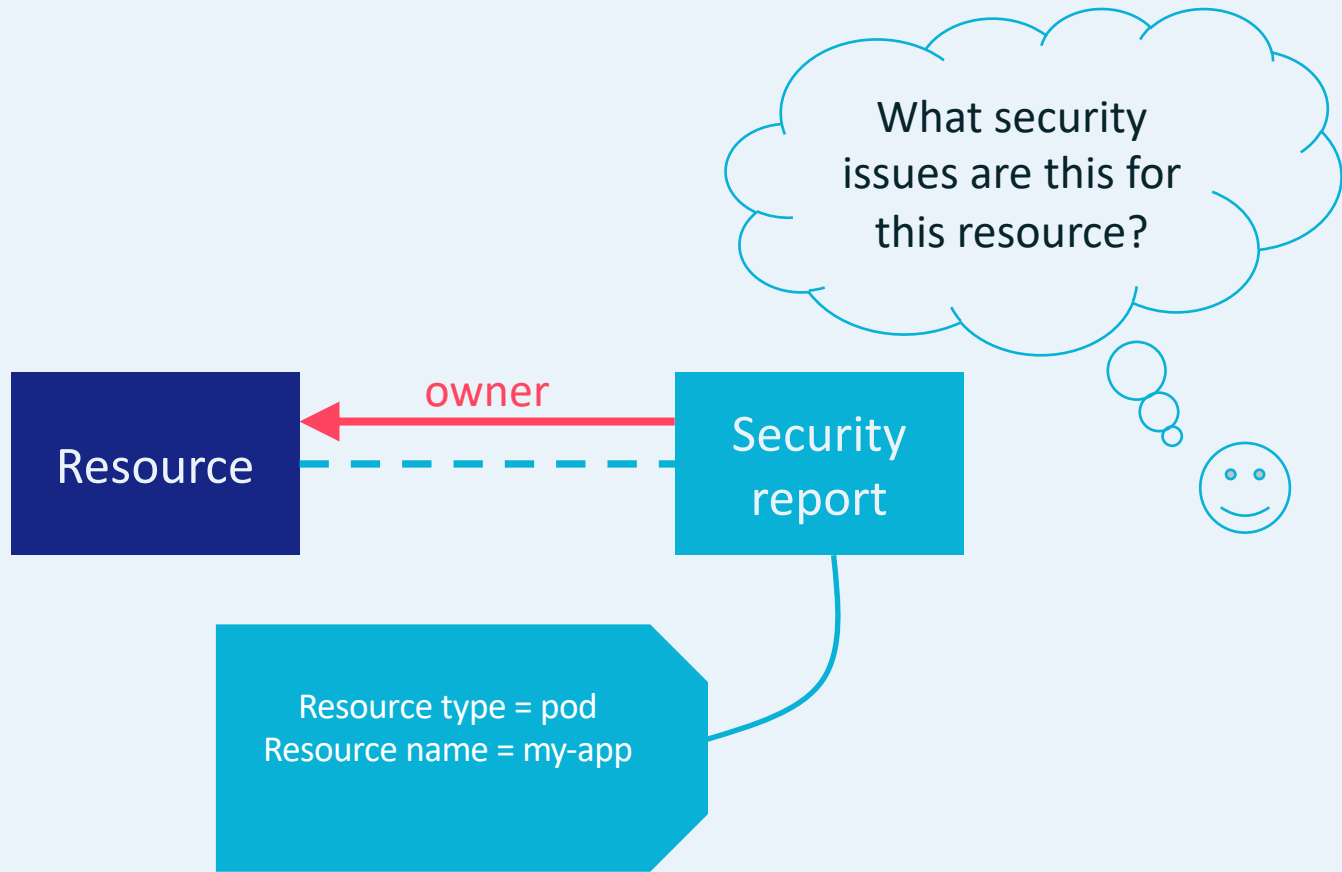 What security
issues are this for
this resource?
owner
Resource
Security
report
Resource type = pod
Resource name = my-app